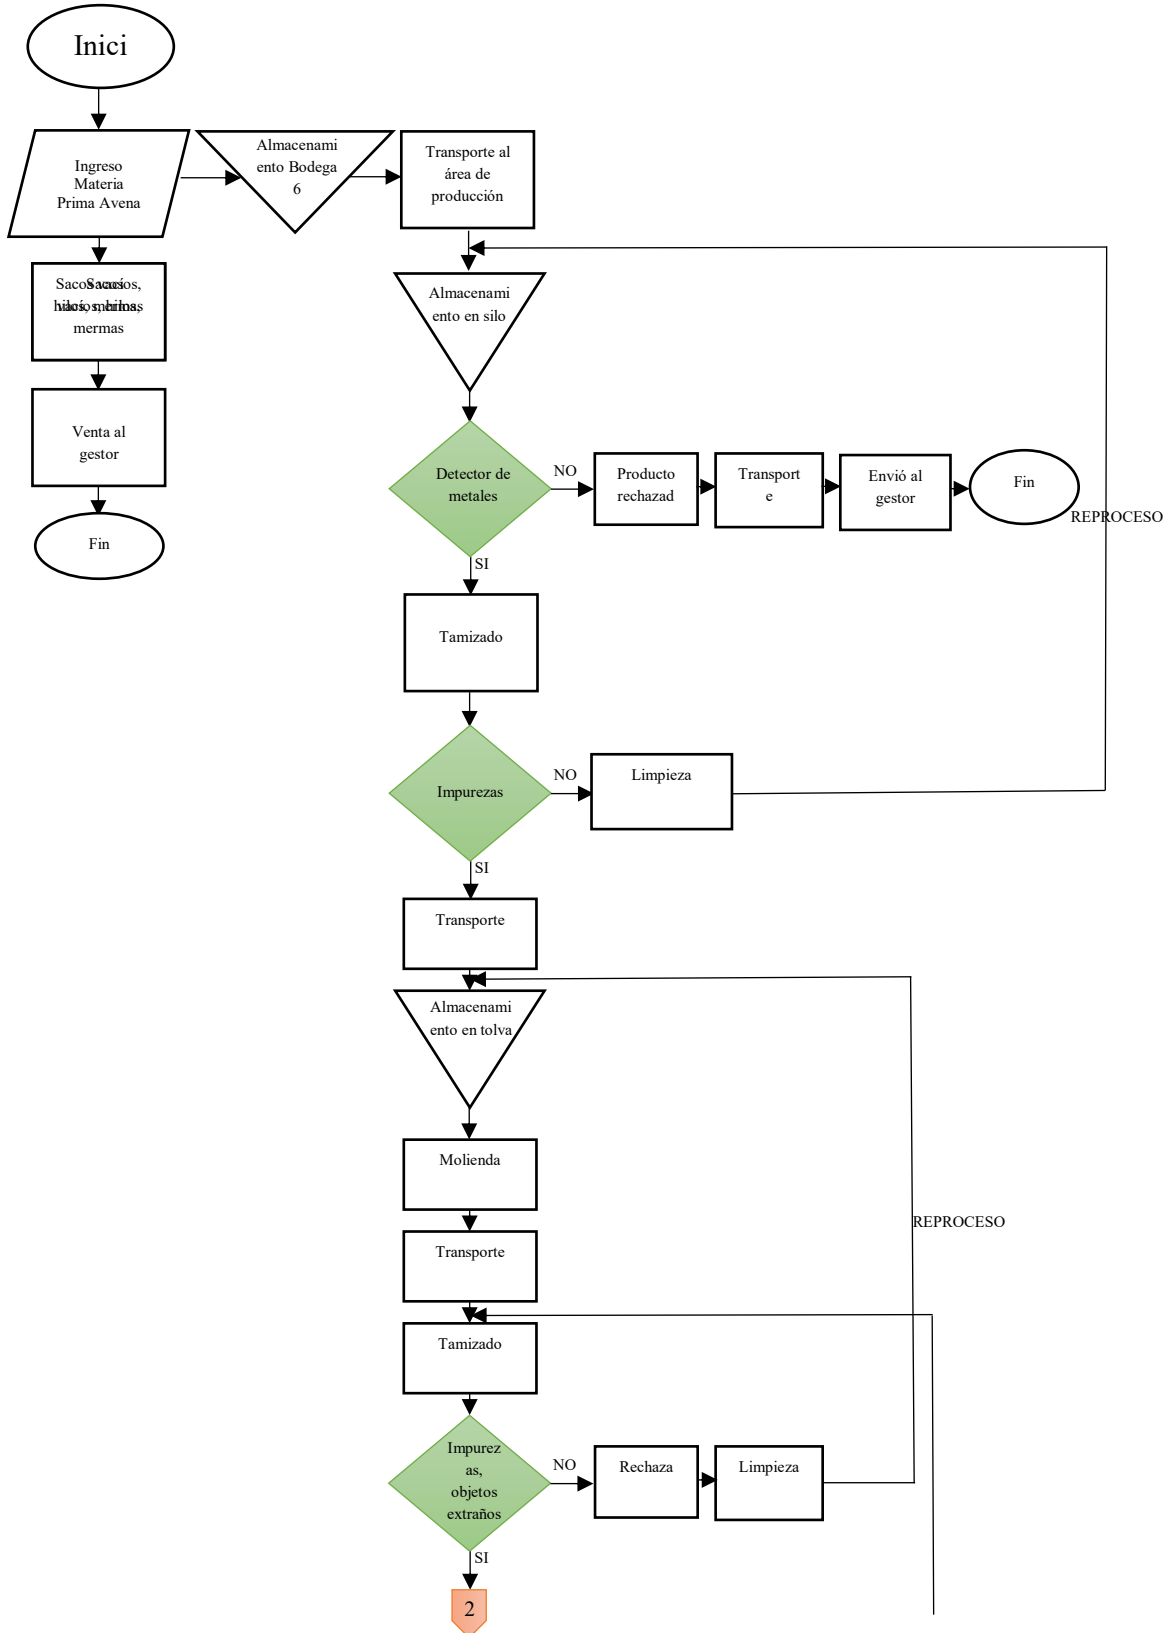 Inici
Ingreso
Materia
Prima Avena
Almacenami
ento Bodega
6
Transporte al
área de
producción
mermas
Venta al
gestor
Fin
Almacenami
ento en silo
Detector de
metales
NO
Producto
rechazad
Transport
e
Envió al
gestor
Fin
REPROCESO
SI
Tamizado
Impurezas
NO
Limpieza
SI
Transporte
Almacenami
ento en tolva
Molienda
Transporte
REPROCESO
Tamizado
Impurez
as,
objetos
extraños
NO
Rechaza
Limpieza
SI
2